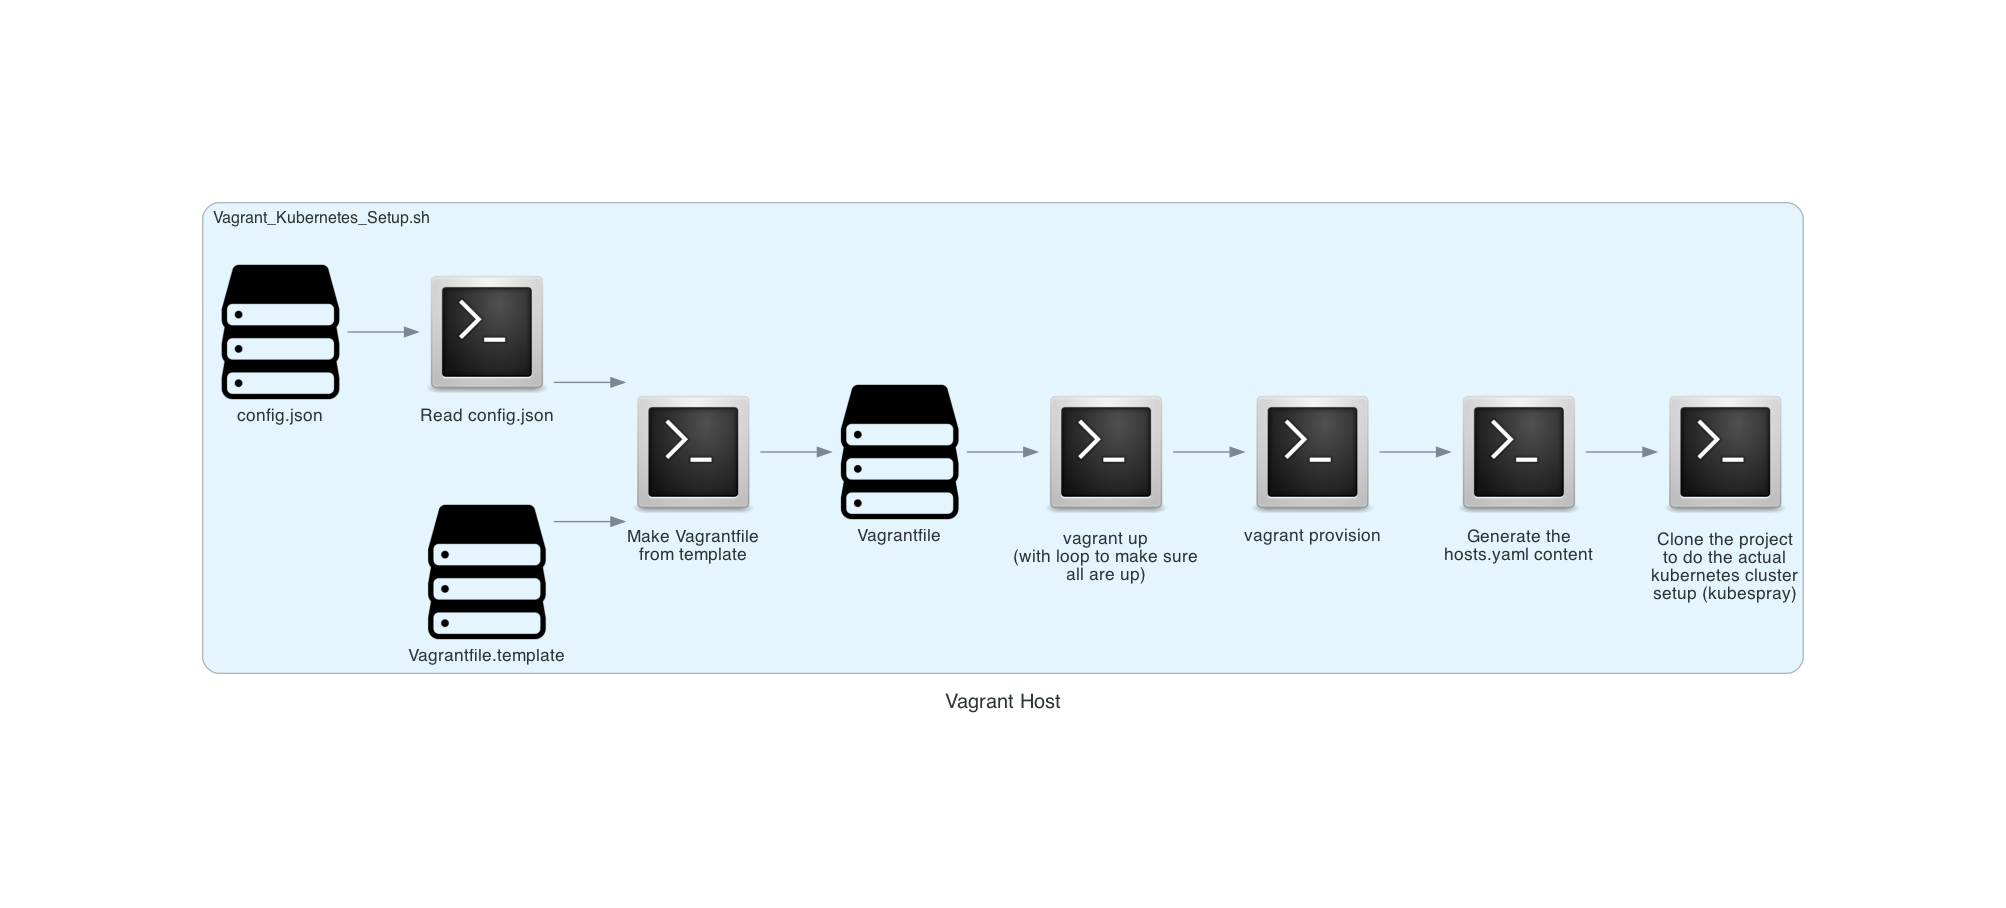 Vagrant_Kubernetes_Setup.sh
config.json
Read config.json
Vagrantfile.template
Make Vagrantfile
from template
Vagrantfile
vagrant up
(with loop to make sure
all are up)
vagrant provision
Generate the
hosts.yaml content
Clone the project
to do the actual
kubernetes cluster
setup (kubespray)
Vagrant Host